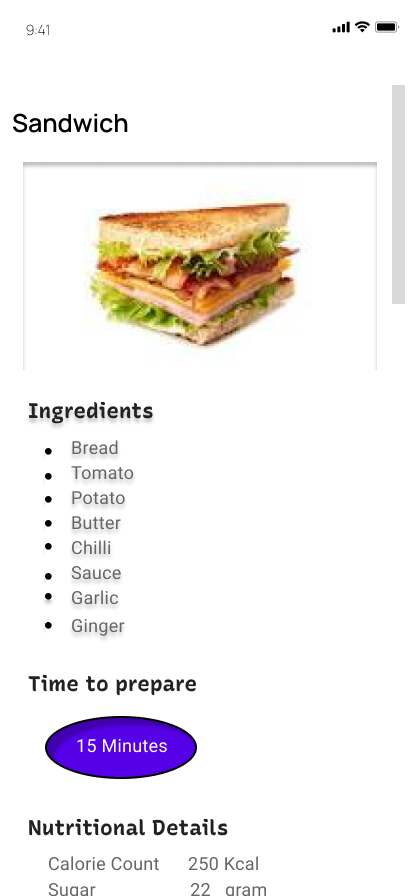 9:41
Sandwich
Ingredients
Bread
Tomato
Potato
Butter
Chilli
Sauce
Garlic
Ginger
Time to prepare
15 Minutes
Nutritional Details
Calorie Count 250 Kcal
Sugar 22 gram